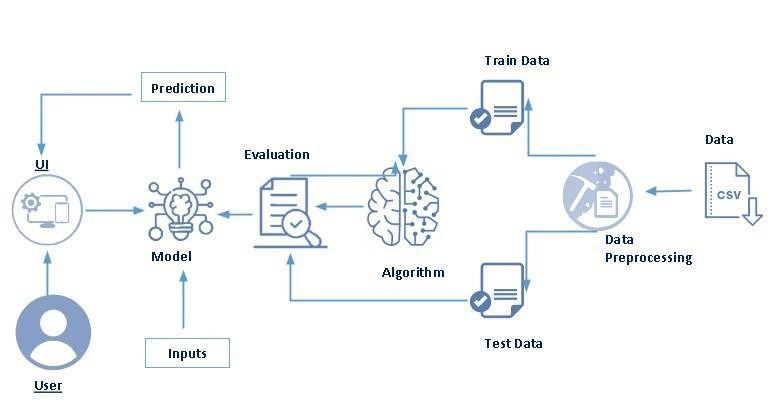 Train Data
Prediction
Data
Evaluation
UI
CSV
Model
Algorithm
Data
Preprocessing
Inputs
Test Data
User